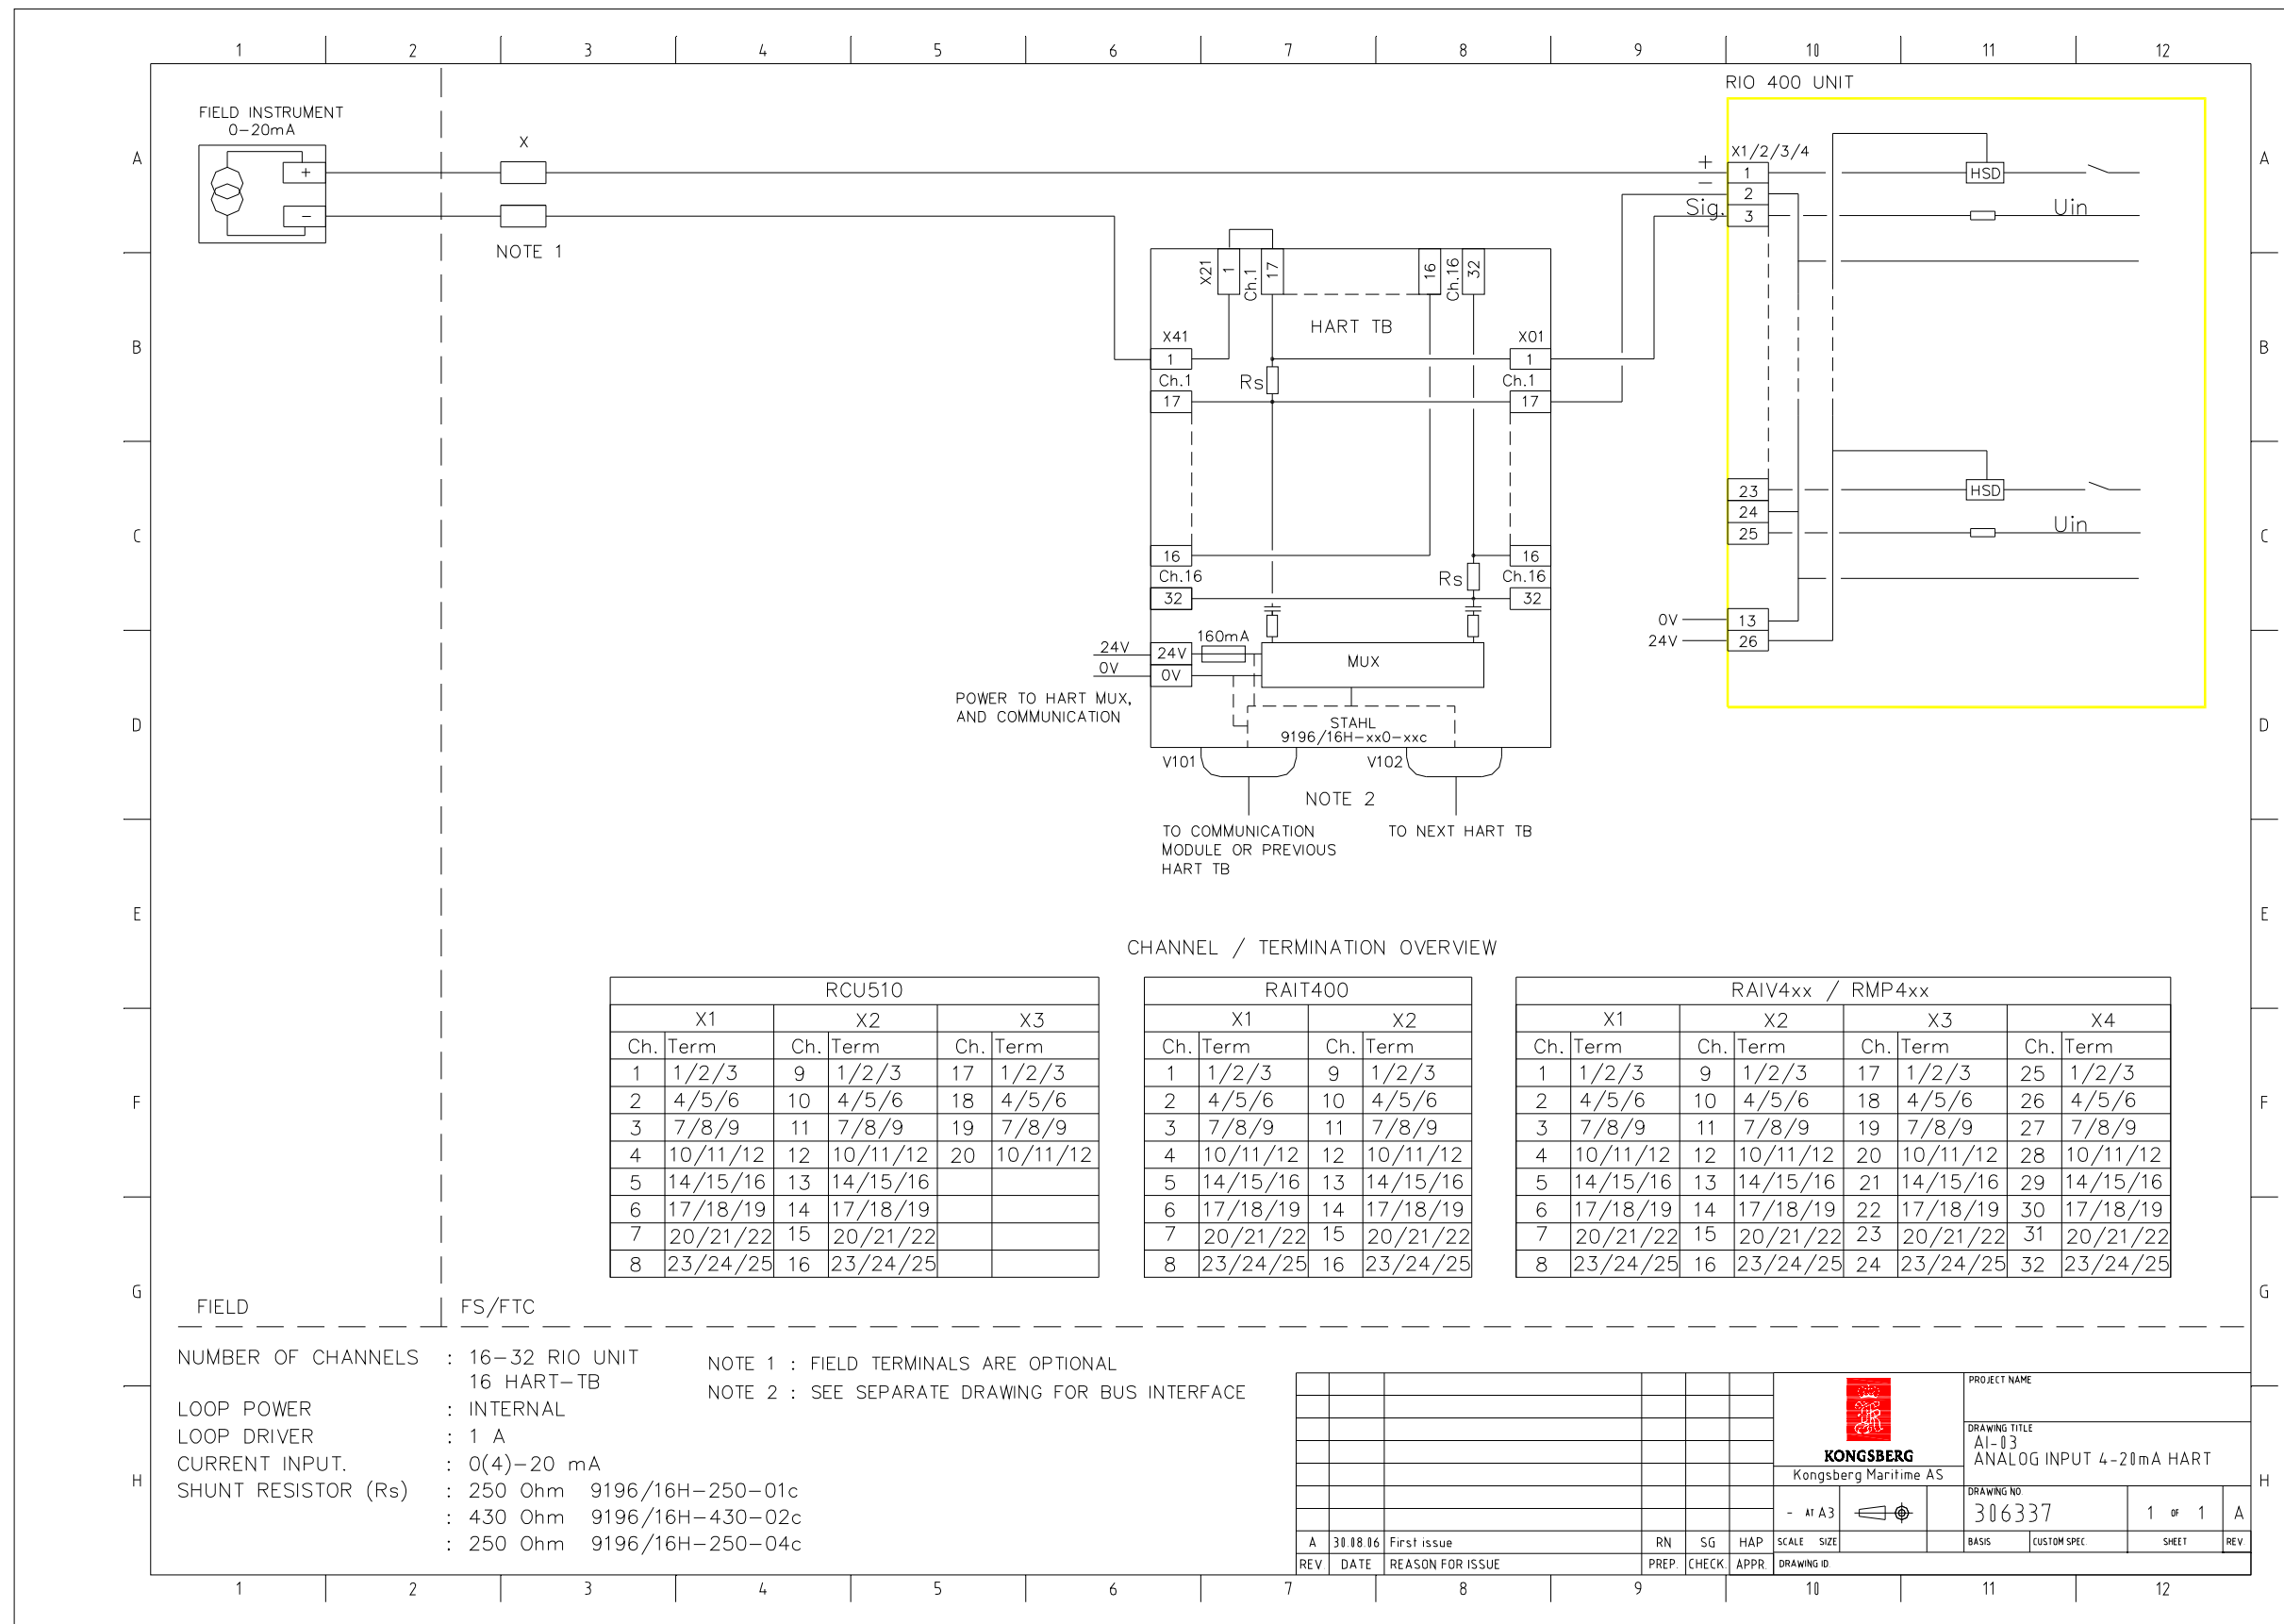 1 2 3 4 5 6 7 8 9 10 11 12
RIO 400 UNIT
FIELD INSTRUMENT
0-20mA
X
A
+
-
NOTE 1
+
-
Sig.
X1/2/3/4
1
2
3
HSD
Uin
A
X21
1
Ch.1
17
16
Ch.16
32
HART TB
B
X41
1
Ch.1
17
Rs
X01
1
Ch.1
17
B
C
16
Ch.16
32
Rs
16
Ch.16
32
23
24
25
HSD
Uin
C
0V
24V
13
26
24V
0V
24V
0V
160mA
MUX
POWER TO HART MUX,
AND COMMUNICATION
STAHL
9196/16H-xx0-xxc
D
D
V101
V102
NOTE 2
TO COMMUNICATION
MODULE OR PREVIOUS
HART TB
TO NEXT HART TB
E
E
CHANNEL / TERMINATION OVERVIEW
RCU510
X1 X2 X3
Ch. Term Ch. Term Ch. Term
1 1/2/3 9 1/2/3 17 1/2/3
2 4/5/6 10 4/5/6 18 4/5/6
3 7/8/9 11 7/8/9 19 7/8/9
4 10/11/12 12 10/11/12 20 10/11/12
5 14/15/16 13 14/15/16
6 17/18/19 14 17/18/19
7 20/21/22 15 20/21/22
8 23/24/25 16 23/24/25
RAIT400
X1 X2
Ch. Term Ch. Term
1 1/2/3 9 1/2/3
2 4/5/6 10 4/5/6
3 7/8/9 11 7/8/9
4 10/11/12 12 10/11/12
5 14/15/16 13 14/15/16
6 17/18/19 14 17/18/19
7 20/21/22 15 20/21/22
8 23/24/25 16 23/24/25
RAIV4xx / RMP4xx
X1 X2 X3 X4
Ch. Term Ch. Term Ch. Term Ch. Term
1 1/2/3 9 1/2/3 17 1/2/3 25 1/2/3
2 4/5/6 10 4/5/6 18 4/5/6 26 4/5/6
3 7/8/9 11 7/8/9 19 7/8/9 27 7/8/9
4 10/11/12 12 10/11/12 20 10/11/12 28 10/11/12
5 14/15/16 13 14/15/16 21 14/15/16 29 14/15/16
6 17/18/19 14 17/18/19 22 17/18/19 30 17/18/19
7 20/21/22 15 20/21/22 23 20/21/22 31 20/21/22
8 23/24/25 16 23/24/25 24 23/24/25 32 23/24/25
F
F
G
G
FIELD
FS/FTC
NUMBER OF CHANNELS : 16-32 RIO UNIT
16 HART-TB
LOOP POWER : INTERNAL
LOOP DRIVER : 1 A
CURRENT INPUT. : 0(4)-20 mA
SHUNT RESISTOR (Rs) : 250 Ohm 9196/16H-250-01c
: 430 Ohm 9196/16H-430-02c
: 250 Ohm 9196/16H-250-04c
NOTE 1 : FIELD TERMINALS ARE OPTIONAL
NOTE 2 : SEE SEPARATE DRAWING FOR BUS INTERFACE
H
H
KONGSBERG
Kongsberg Maritime AS
PROJECT NAME
DRAWING TITLE
AI-03
ANALOG INPUT 4-20mA HART
DRAWING NO.
306337
1 OF 1
A
- AT A3
SCALE SIZE
BASIS
CUSTOM SPEC.
SHEET
REV
DRAWING ID.
A 30.08.06 First issue RN SG HAP
REV DATE REASON FOR ISSUE PREP. CHECK. APPR.
1 2 3 4 5 6 7 8 9 10 11 12